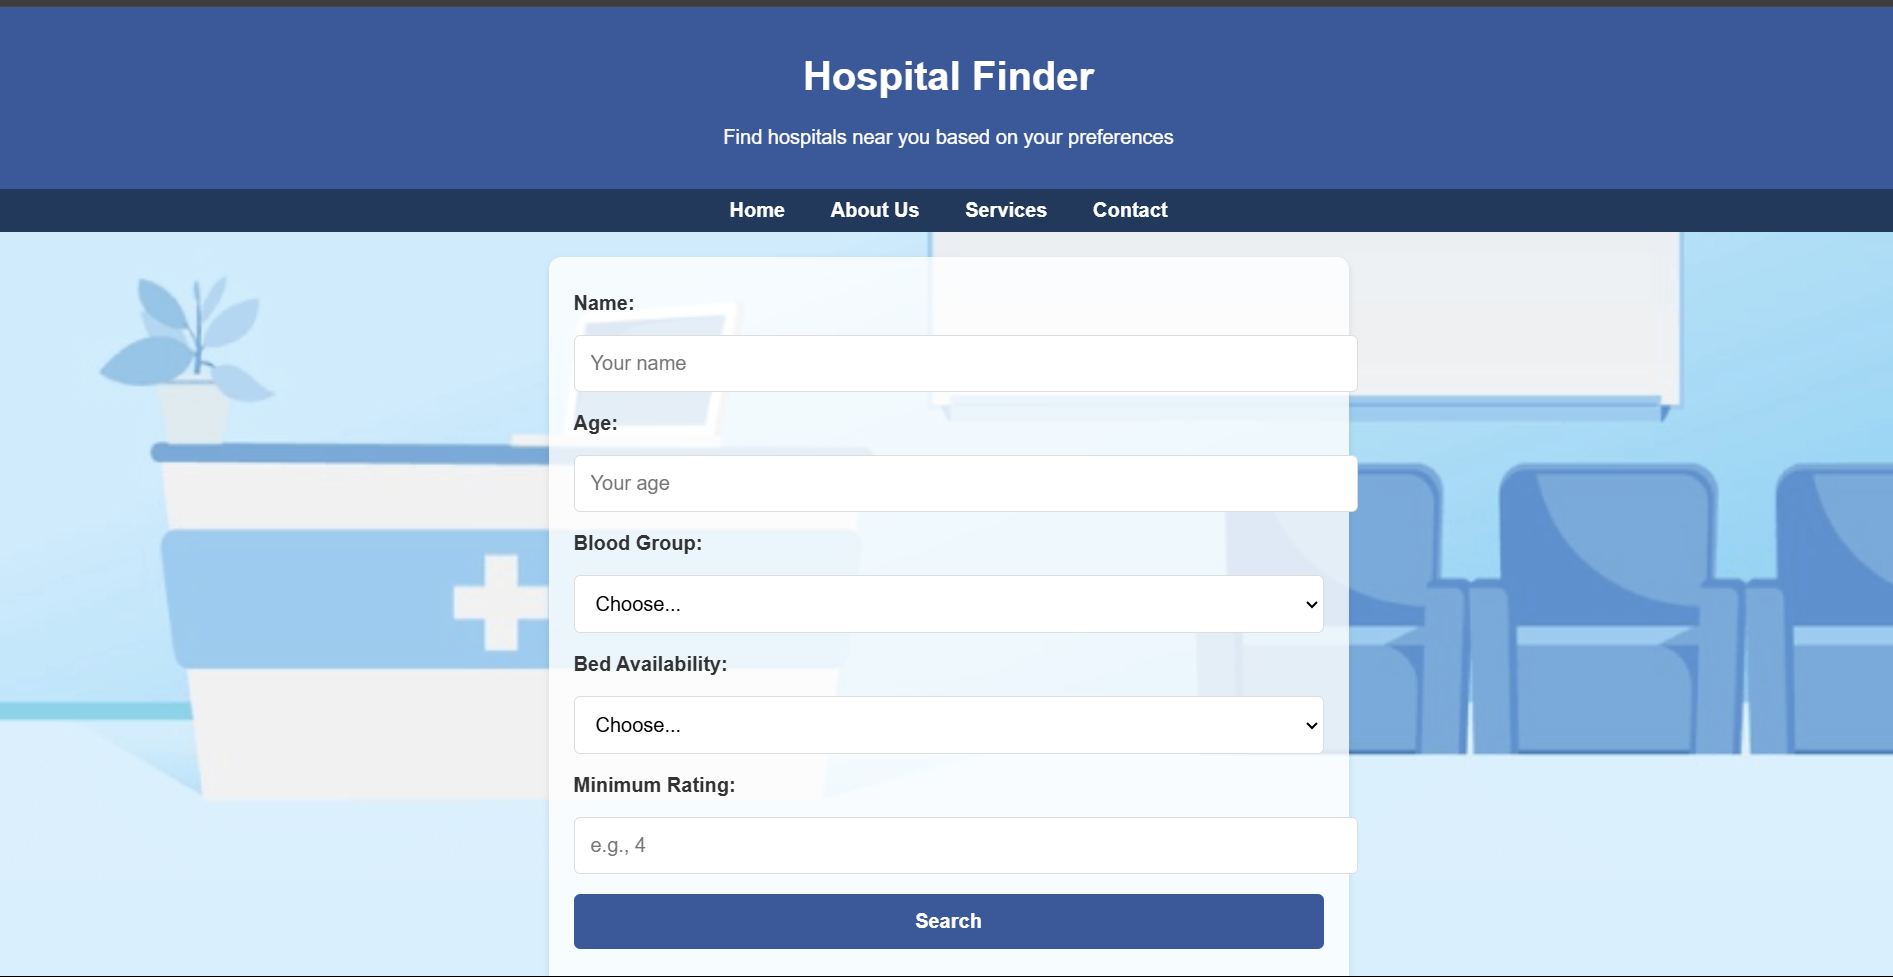 Hospital Finder
Find hospitals near you based on your preferences
Home About Us Services Contact
Name:
Your name
Age:
Your age
Blood Group:
Choose...
Bed Availability:
Choose...
Minimum Rating:
e.g., 4
Search